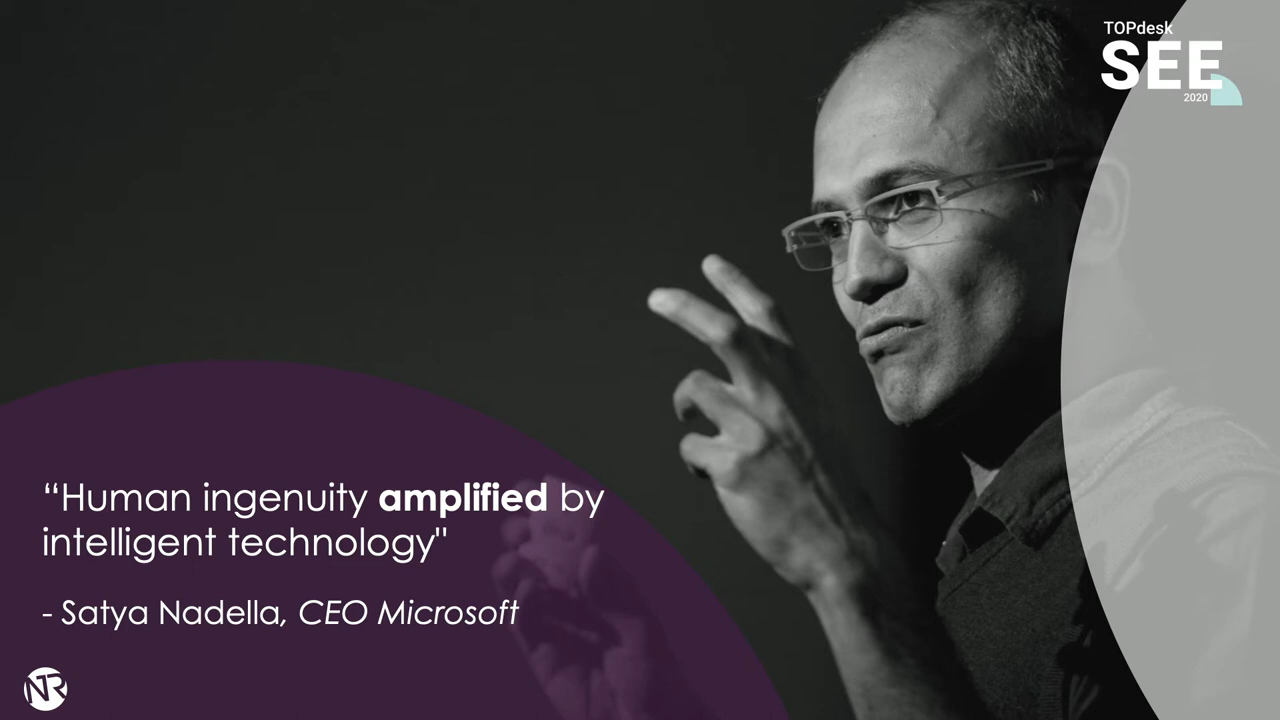 TOPdesk
SEE
2020
“Human ingenuity amplified by
intelligent technology"
- Satya Nadella, CEO Microsoft
NR